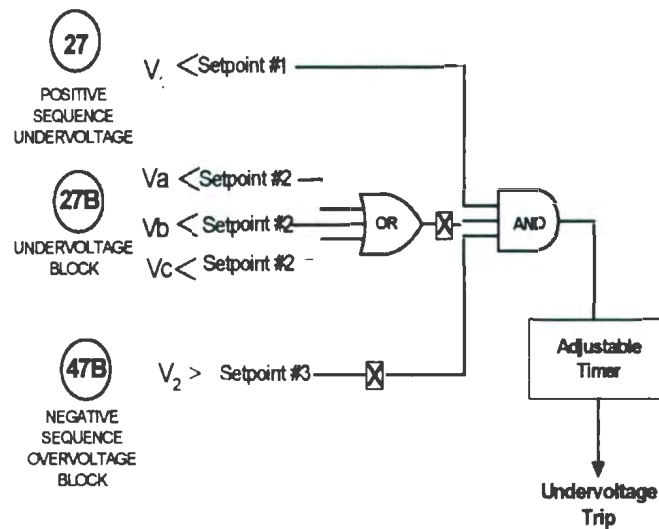 27
POSITIVE
SEQUENCE
UNDERVOLTAGE
V1 < Setpoint #1
27B
UNDERVOLTAGE
BLOCK
Va < Setpoint #2
Vb < Setpoint #2
Vc < Setpoint #2
OR
X
AND
47B
NEGATIVE
SEQUENCE
OVERVOLTAGE
BLOCK
V2 > Setpoint #3
X
Adjustable
Timer
Undervoltage
Trip